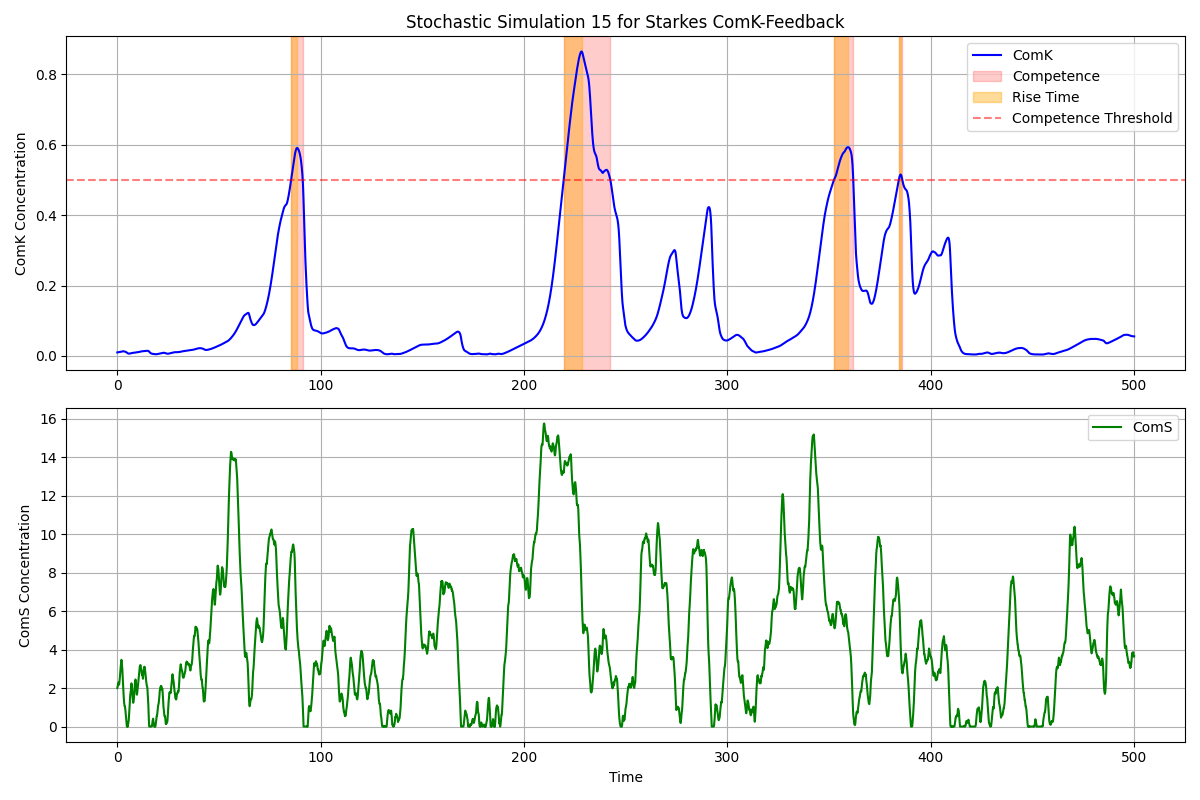 Stochastic Simulation 15 for Starkes ComK-Feedback
ComK Concentration
0.8
0.6
0.4
0.2
0.0
ComK
Competence
Rise Time
Competence Threshold
0 100 200 300 400 500
ComS Concentration
16
14
12
10
8
6
4
2
0
ComS
0 100 200 300 400 500
Time